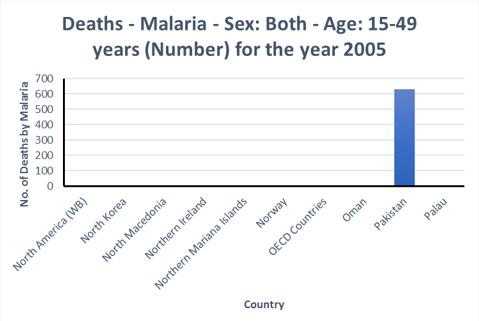 Deaths - Malaria - Sex: Both - Age: 15-49
years (Number) for the year 2005
No. of Deaths by Malaria
700
600
500
400
300
200
100
0
North America (WB)
North Korea
North Macedonia
Northern Ireland
Northern Mariana Islands
Norway
OECD Countries
Oman
Pakistan
Palau
Country